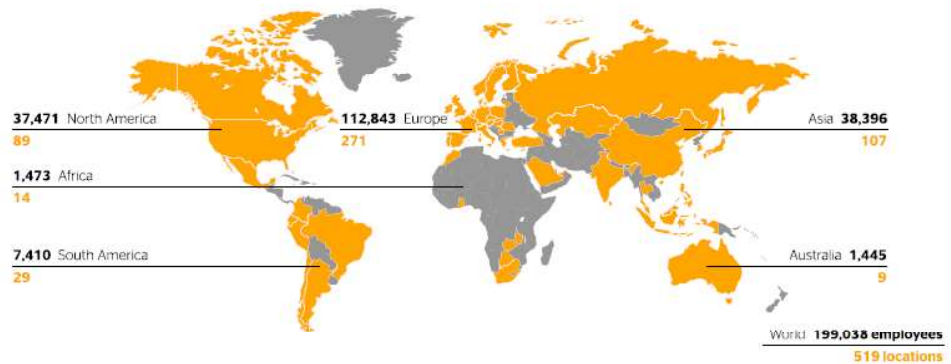 37,471 North America
89
112,843 Europe
271
Asia 38,396
107
1,473 Africa
14
7,410 South America
29
Australia 1,445
9
World 199,038 employees
519 locations